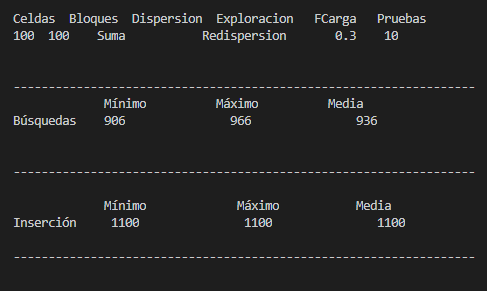 Celdas Bloques Dispersion Exploracion FCarga Pruebas
100 100 Suma Redispersion 0.3 10
------------------------------------------------------------------
Mínimo Máximo Media
Búsquedas 906 966 936
------------------------------------------------------------------
Mínimo Máximo Media
Inserción 1100 1100 1100
------------------------------------------------------------------